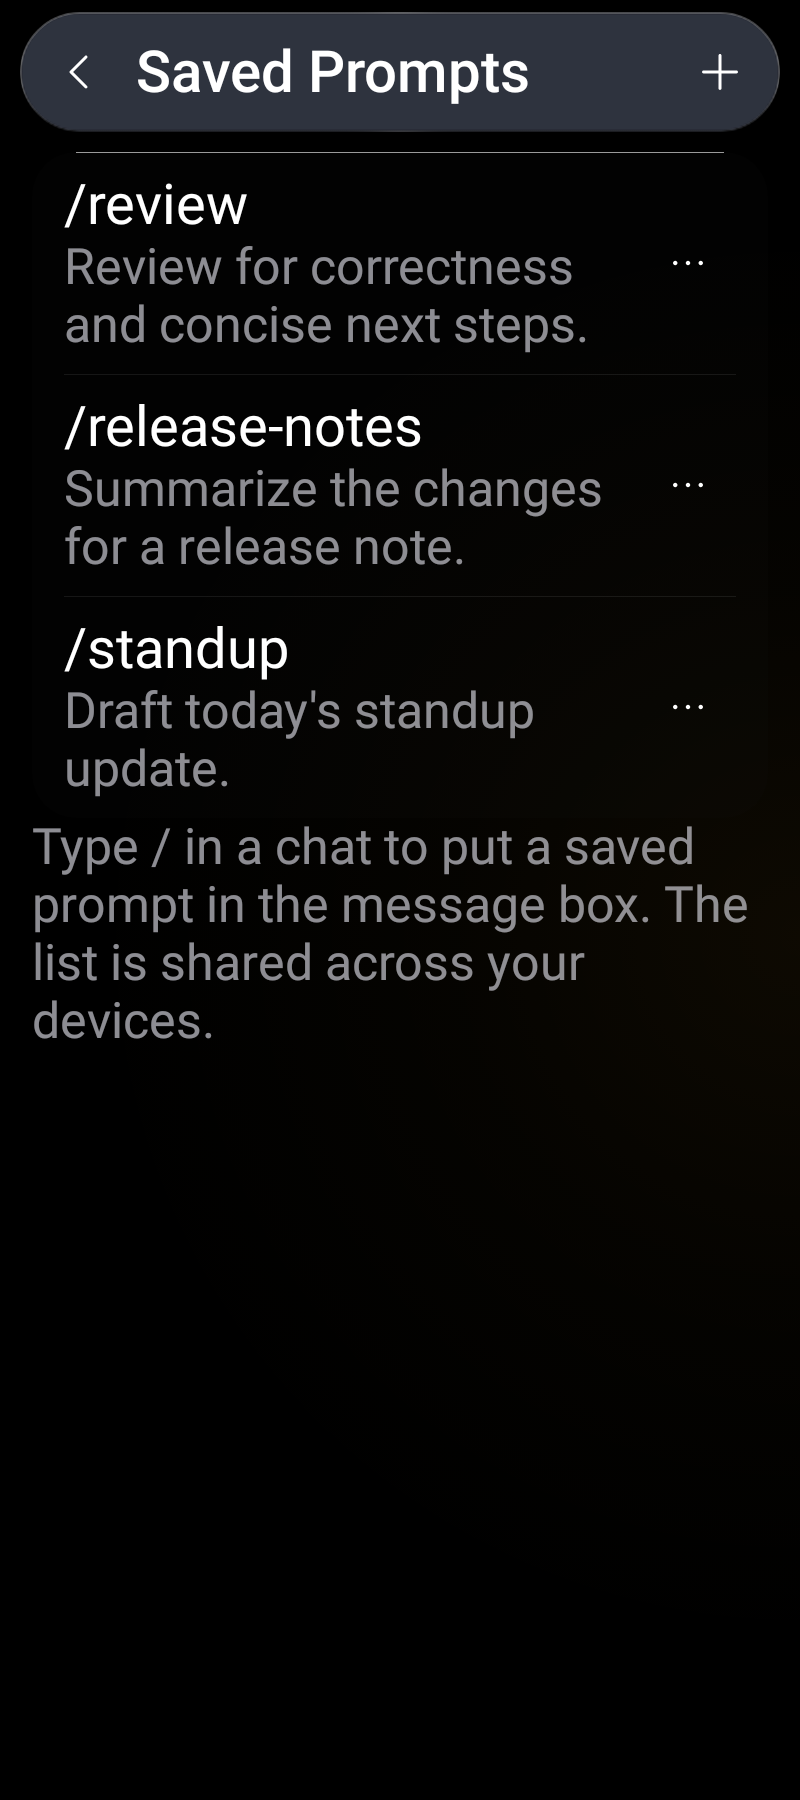 Saved Prompts
/review
Review for correctness
and concise next steps.
/release-notes
Summarize the changes
for a release note.
/standup
Draft today's standup
update.
Type / in a chat to put a saved
prompt in the message box. The
list is shared across your
devices.